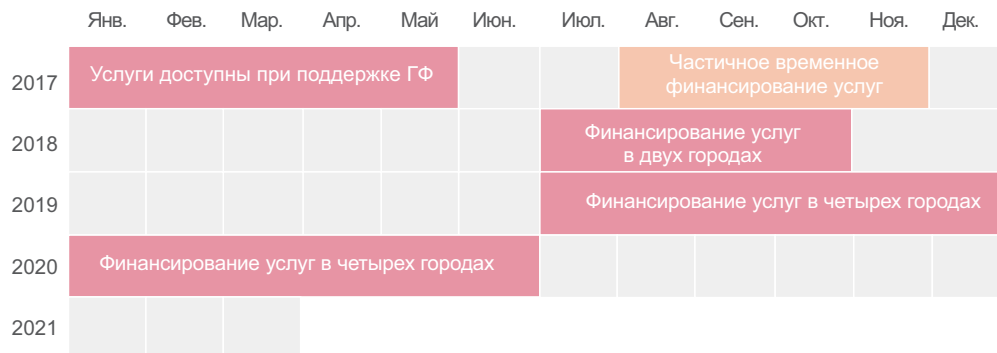 Янв. Фев. Мар. Апр. Май Июн. Июл. Авг. Сен. Окт. Ноя. Дек.
2017 Услуги доступны при поддержке ГФ
Частичное временное
финансирование услуг
2018
Финансирование услуг
в двух городах
2019 Финансирование услуг в четырех городах
2020 Финансирование услуг в четырех городах
2021